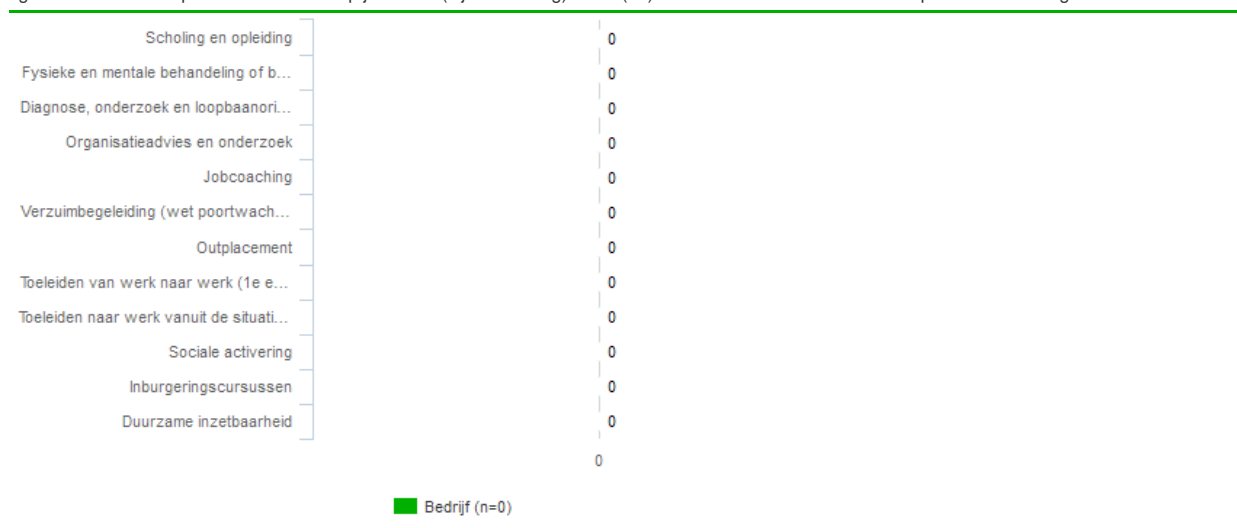 Scholing en opleiding 0
Fysieke en mentale behandeling of b... 0
Diagnose, onderzoek en loopbaanori... 0
Organisatieadvies en onderzoek 0
Jobcoaching 0
Verzuimbegeleiding (wet poortwach... 0
Outplacement 0
Toeleiden van werk naar werk (1e e... 0
Toeleiden naar werk vanuit de situati... 0
Sociale activering 0
Inburgeringscursussen 0
Duurzame inzetbaarheid 0
0
Bedrijf (n=0)